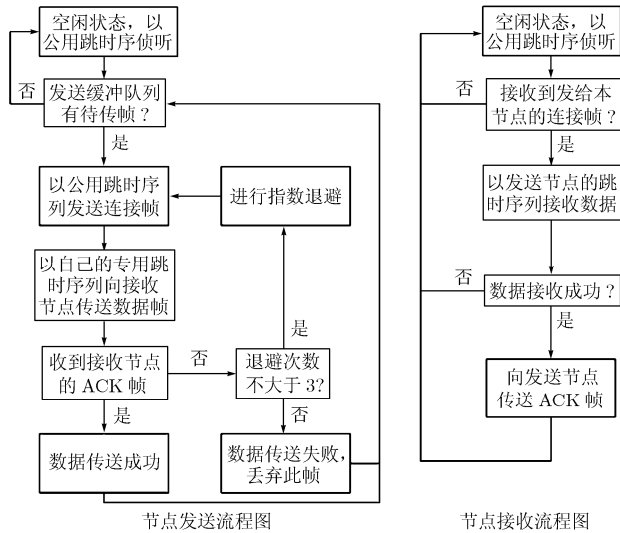 空闲状态，以
公用跳时序侦听
否
发送缓冲队列
有待传帧？
是
以公用跳时序
列发送连接帧
进行指数退避
以自己的专用跳
时序列向接收
节点传送数据帧
是
收到接收节点
的 ACK 帧
否
退避次数
不大于 3?
是
否
数据传送成功
数据传送失败，
丢弃此帧
节点发送流程图
空闲状态，以
公用跳时序侦听
否
接收到发给本
节点的连接帧？
是
以发送节点的跳
时序列接收数据
否
数据接收成功？
是
向发送节点
传送 ACK 帧
节点接收流程图